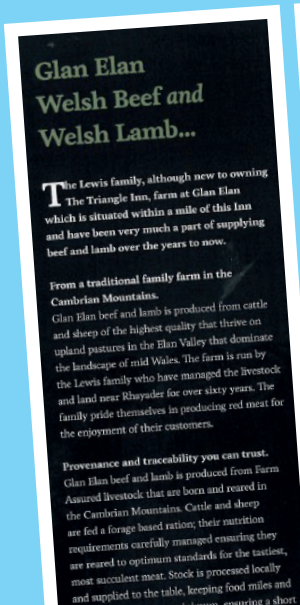 Glan Elan
Welsh Beef and
Welsh Lamb...
The Lewis family, although new to owning
The Triangle Inn, farm at Glan Elan
which is situated within a mile of this Inn
and have been very much a part of supplying
beef and lamb over the years to now.
From a traditional family farm in the
Cambrian Mountains.
Glan Elan beef and lamb is produced from cattle
and sheep of the highest quality that thrive on
upland pastures in the Elan Valley that dominate
the landscape of mid Wales. The farm is run by
the Lewis family who have managed the livestock
and land near Rhayader for over sixty years. The
family pride themselves in producing red meat for
the enjoyment of their customers.
Provenance and traceability you can trust.
Glan Elan beef and lamb is produced from Farm
Assured livestock that are born and reared in
the Cambrian Mountains. Cattle and sheep
are fed a forage based ration; their nutrition
requirements carefully managed ensuring they
are reared to optimum standards for the tastiest,
most succulent meat. Stock is processed locally
and supplied to the table, keeping food miles and
ensuring a short